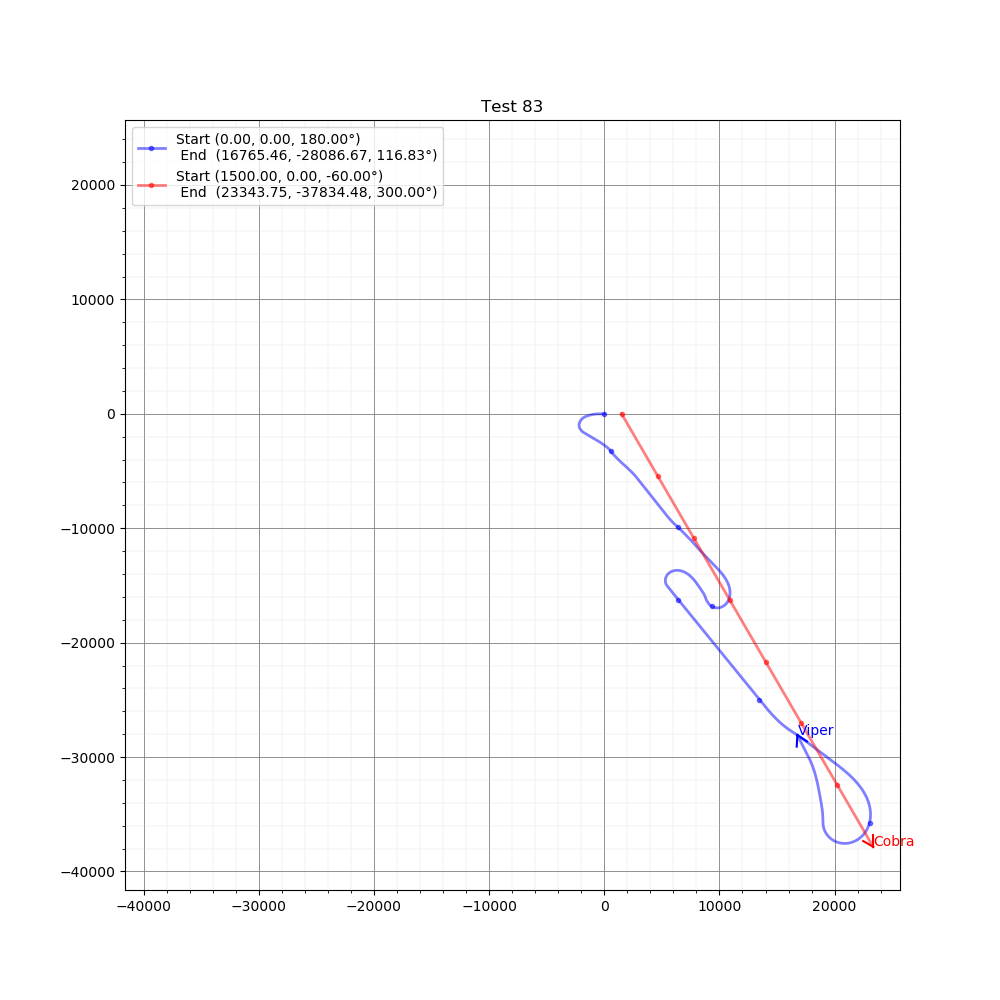 Test 83
Start (0.00, 0.00, 180.00°)
End  (16765.46, -28086.67, 116.83°)
Start (1500.00, 0.00, -60.00°)
End  (23343.75, -37834.48, 300.00°)
20000
10000
0
−10000
−20000
−30000
−40000
Viper
Cobra
−40000 −30000 −20000 −10000 0 10000 20000